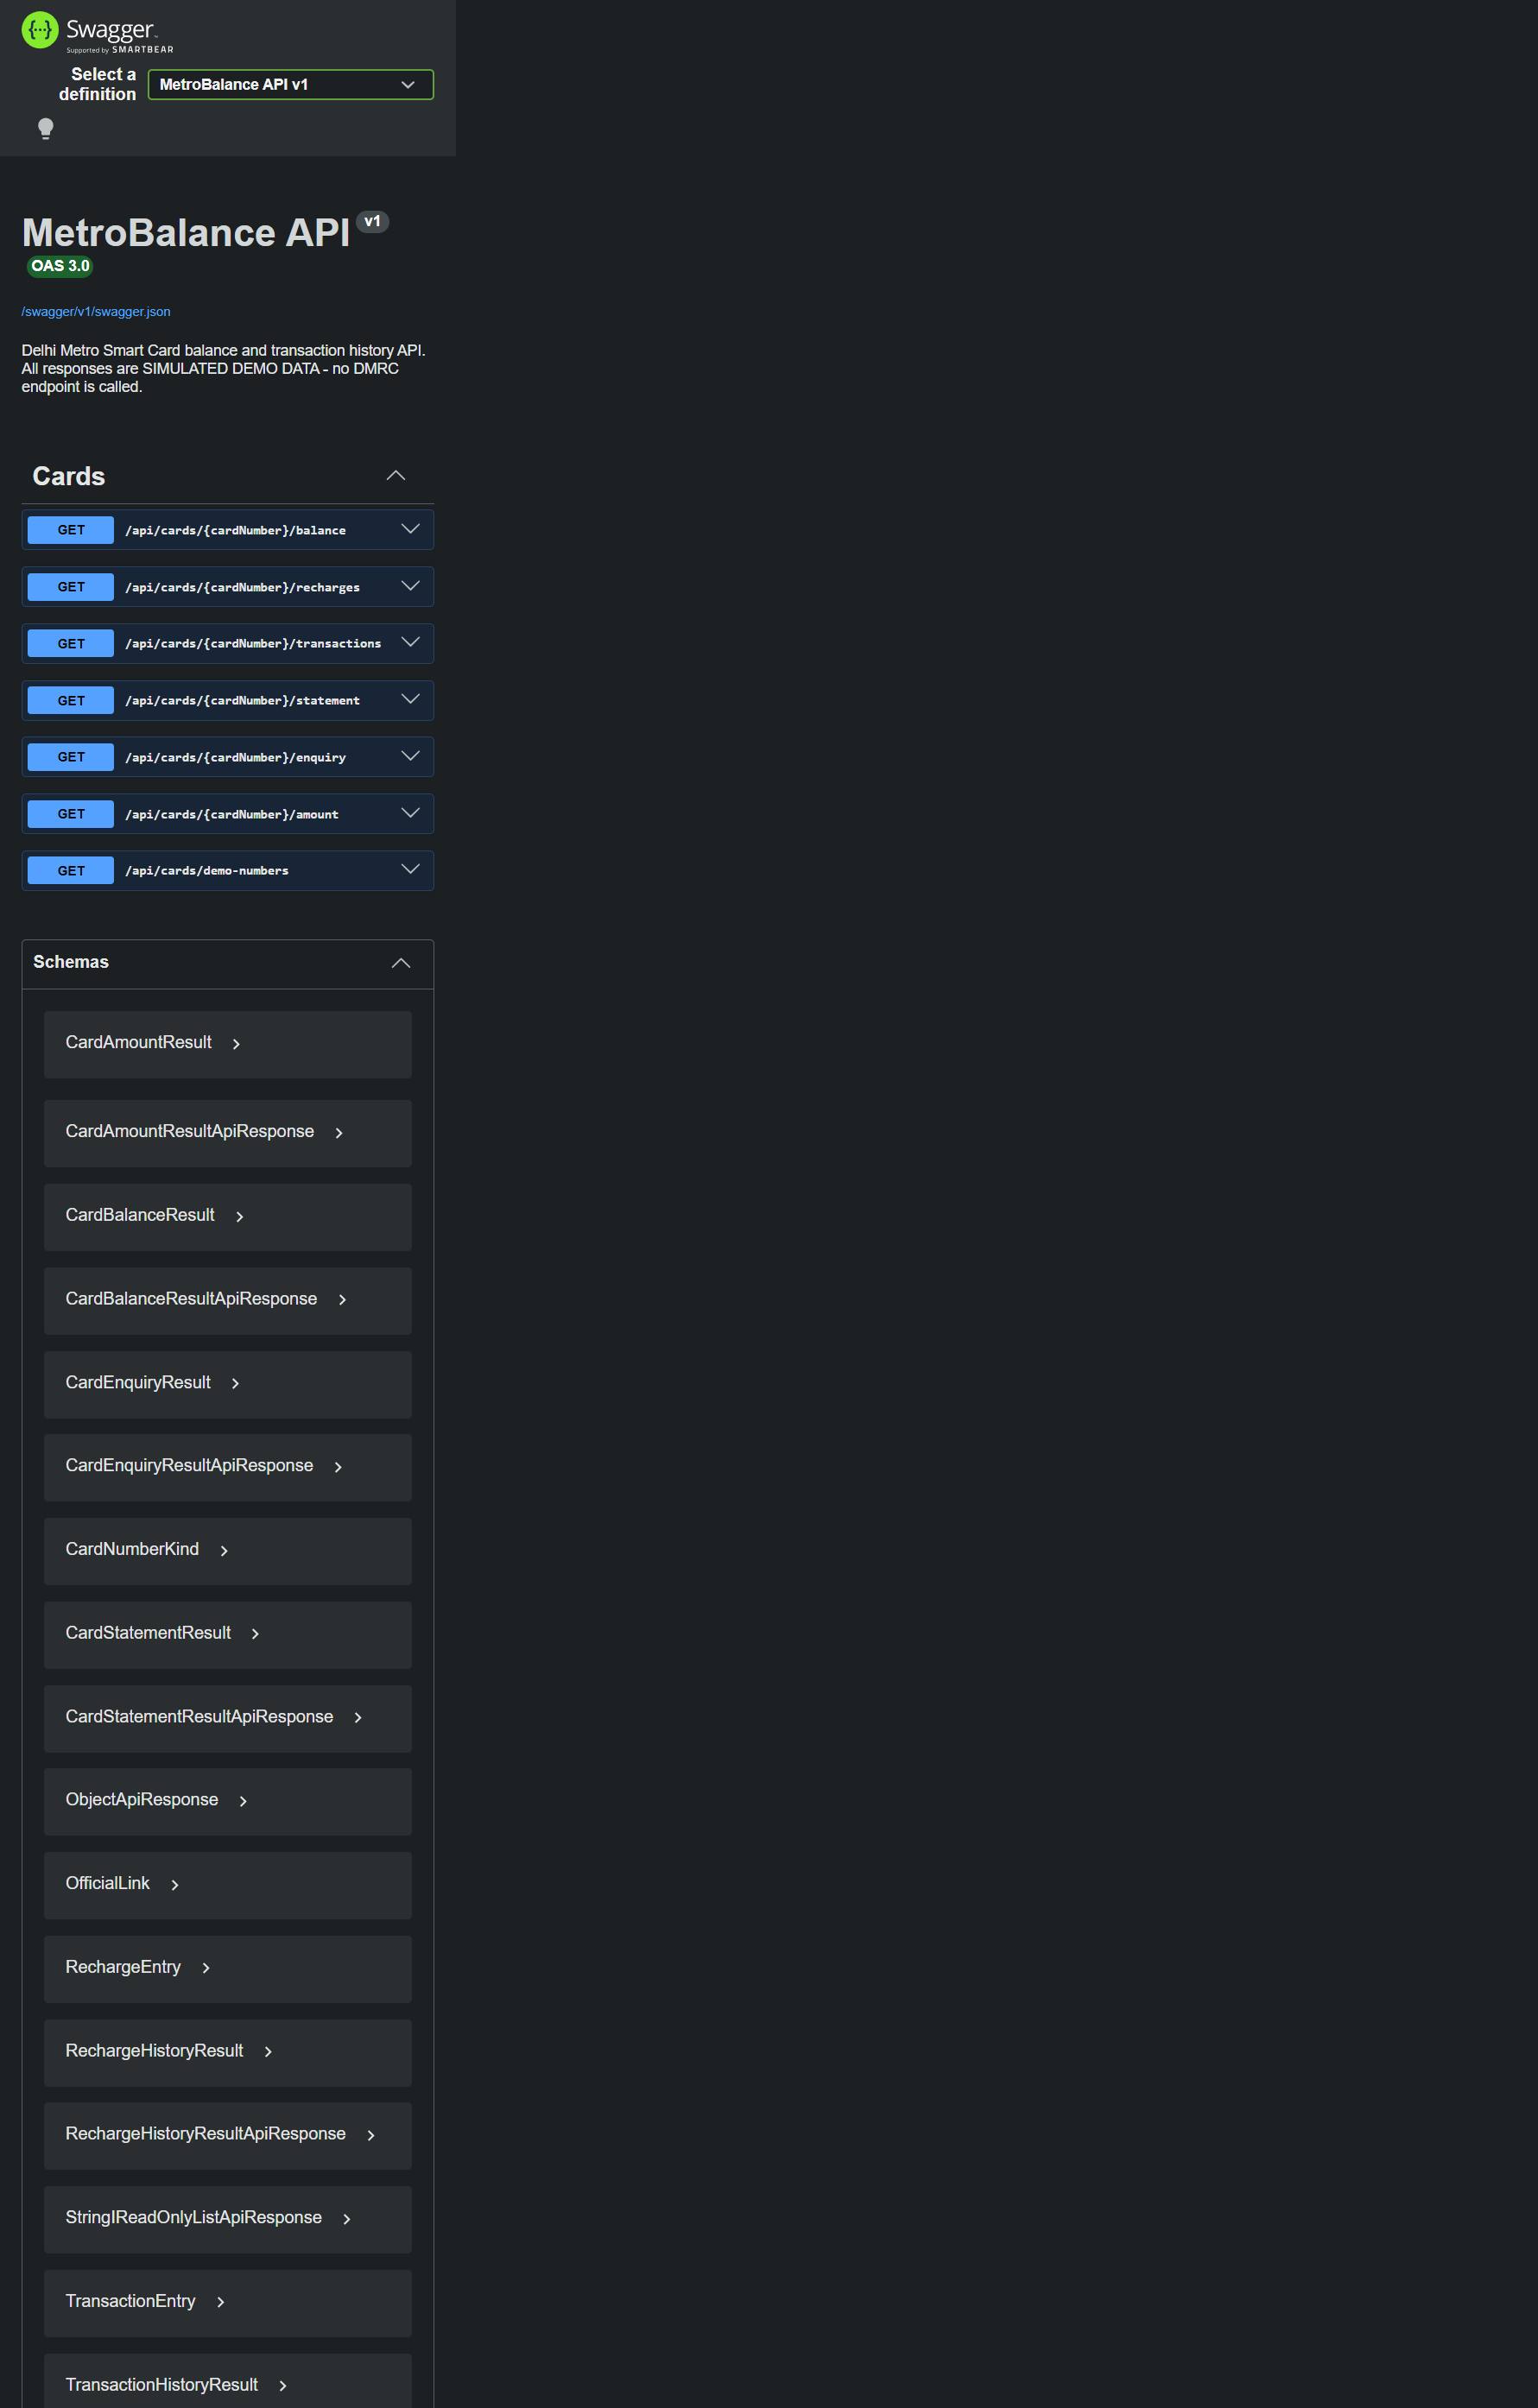 Swagger
Supported by SMARTBEAR
Select a
definition
MetroBalance API v1
MetroBalance API v1
OAS 3.0
/swagger/v1/swagger.json
Delhi Metro Smart Card balance and transaction history API.
All responses are SIMULATED DEMO DATA - no DMRC
endpoint is called.
Cards
GET /api/cards/{cardNumber}/balance
GET /api/cards/{cardNumber}/recharges
GET /api/cards/{cardNumber}/transactions
GET /api/cards/{cardNumber}/statement
GET /api/cards/{cardNumber}/enquiry
GET /api/cards/{cardNumber}/amount
GET /api/cards/demo-numbers
Schemas
CardAmountResult
CardAmountResultApiResponse
CardBalanceResult
CardBalanceResultApiResponse
CardEnquiryResult
CardEnquiryResultApiResponse
CardNumberKind
CardStatementResult
CardStatementResultApiResponse
ObjectApiResponse
OfficialLink
RechargeEntry
RechargeHistoryResult
RechargeHistoryResultApiResponse
StringIReadOnlyListApiResponse
TransactionEntry
TransactionHistoryResult